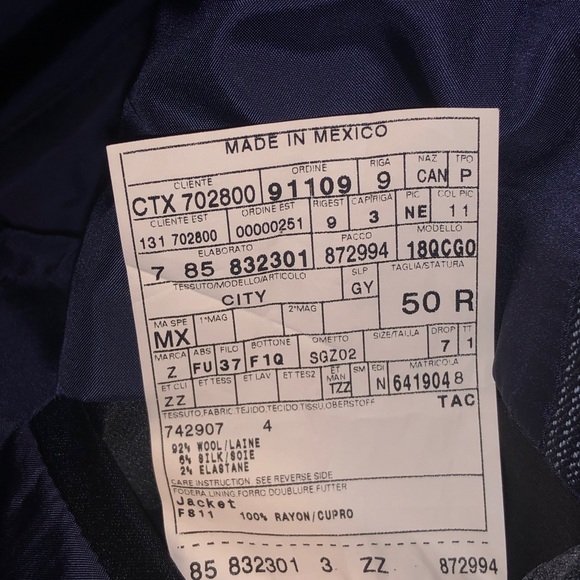 MADE IN MEXICO
CLIENTE ORDINE RIGA NAZ TPO
CTX 702800 91109 9 CAN P
CLIENTE EST ORDINE EST RIGEST CAP/RIGA PIC COL PIC
131 702800 00000251 9 3 NE 11
ELABORATO PACCO MODELLO
7 85 832301 872994 18QCGO
TESSUTO/MODELLO/ARTICOLO SLP TAGLIA/STATURA
CITY GY 50 R
MA SPE 1°MAG 2°MAG
MX
MARCA ABS FILO BOTTONE OMETTO SIZE/TALLA DROP TT
Z FU 37 F1Q SGZ02 7 1
ET CLI ET TESS ET LAV ET TES2 ET MAN SM EDI MATRICOLA
ZZ TZZ N 6419048
TESSUTO,FABRIC,TEJIDO,TECIDO,TISSU,OBERSTOFF TAC
742907 4
92% WOOL/LAINE
6% SILK/SOIE
2% ELASTANE
CARE INSTRUCTION SEE REVERSE SIDE
FODERA LINING FORRO DOUBLURE FUTTER
Jacket
F811 100% RAYON/CUPRO
85 832301 3 ZZ 872994